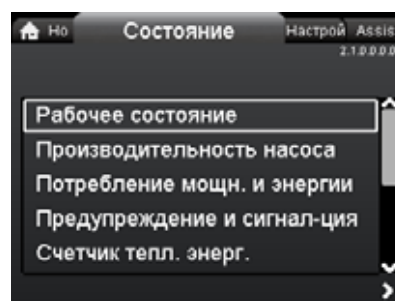 Но Состояние Настрой Assis
2.1.0.0.0.0
Рабочее состояние
Производительность насоса
Потребление мощн. и энергии
Предупреждение и сигнал-ция
Счетчик тепл. энерг.